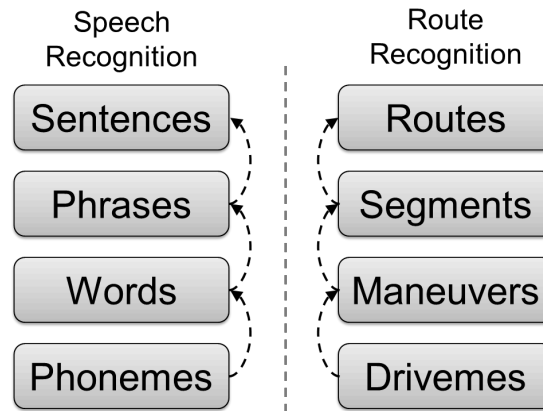 Speech
Recognition
Sentences
Phrases
Words
Phonemes
Route
Recognition
Routes
Segments
Maneuvers
Drivemes